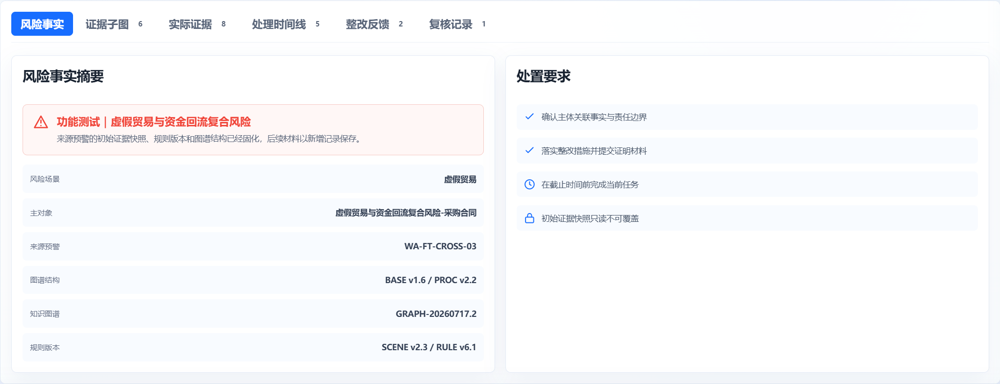 风险事实 证据子图 6 实际证据 8 处理时间线 5 整改反馈 2 复核记录 1
风险事实摘要
功能测试｜虚假贸易与资金回流复合风险
来源预警的初始证据快照、规则版本和图谱结构已经固化，后续材料以新增记录保存。
风险场景 虚假贸易
主对象 虚假贸易与资金回流复合风险-采购合同
来源预警 WA-FT-CROSS-03
图谱结构 BASE v1.6 / PROC v2.2
知识图谱 GRAPH-20260717.2
规则版本 SCENE v2.3 / RULE v6.1
处置要求
确认主体关联事实与责任边界
落实整改措施并提交证明材料
在截止时间前完成当前任务
初始证据快照只读不可覆盖